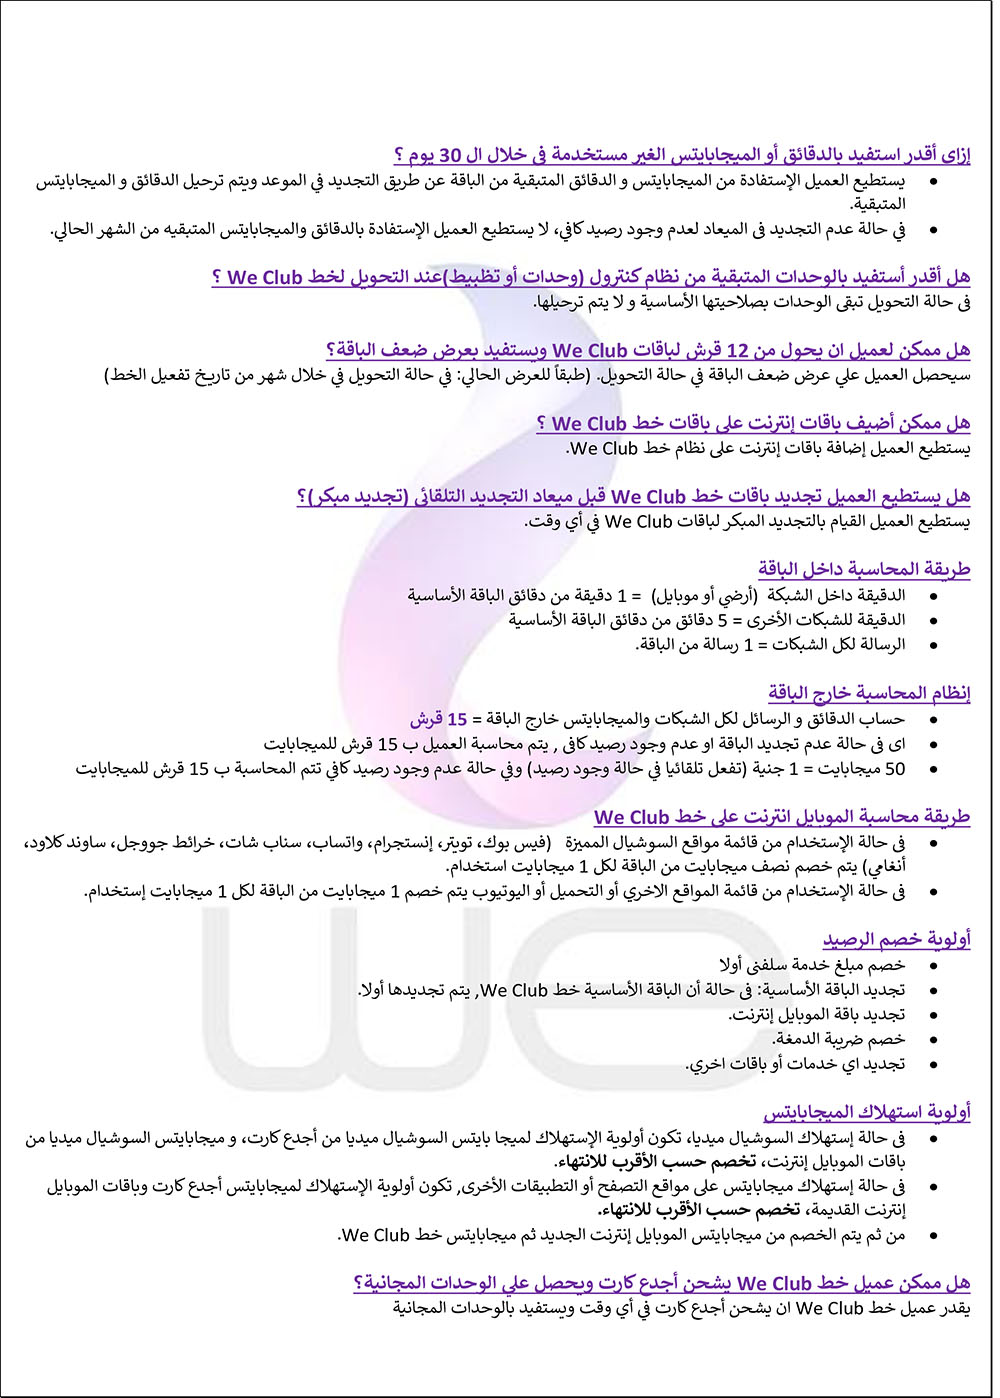 إزاى أقدر استفيد بالدقائق أو الميجابايتس الغير مستخدمة فى خلال ال 30 يوم ؟
• يستطيع العميل الإستفادة من الميجابايتس و الدقائق المتبقية من الباقة عن طريق التجديد في الموعد ويتم ترحيل الدقائق و الميجابايتس
المتبقية.
• في حالة عدم التجديد فى الميعاد لعدم وجود رصيد كافي، لا يستطيع العميل الإستفادة بالدقائق والميجابايتس المتبقيه من الشهر الحالي.
هل أقدر أستفيد بالوحدات المتبقية من نظام كنترول (وحدات أو تظبيط)عند التحويل لخط We Club ؟
فى حالة التحويل تبقى الوحدات بصلاحيتها الأساسية و لا يتم ترحيلها.
هل ممكن لعميل ان يحول من 12 قرش لباقات We Club ويستفيد بعرض ضعف الباقة؟
سيحصل العميل علي عرض ضعف الباقة في حالة التحويل. (طبقاً للعرض الحالي: في حالة التحويل في خلال شهر من تاريخ تفعيل الخط)
هل ممكن أضيف باقات إنترنت على باقات خط We Club ؟
يستطيع العميل إضافة باقات إنترنت على نظام خط We Club.
هل يستطيع العميل تجديد باقات خط We Club قبل ميعاد التجديد التلقائى (تجديد مبكر)؟
يستطيع العميل القيام بالتجديد المبكر لباقات We Club في أي وقت.
طريقة المحاسبة داخل الباقة
• الدقيقة داخل الشبكة (أرضي أو موبايل) = 1 دقيقة من دقائق الباقة الأساسية
• الدقيقة للشبكات الأخرى = 5 دقائق من دقائق الباقة الأساسية
• الرسالة لكل الشبكات = 1 رسالة من الباقة.
إنظام المحاسبة خارج الباقة
• حساب الدقائق و الرسائل لكل الشبكات والميجابايتس خارج الباقة = 15 قرش
• اى فى حالة عدم تجديد الباقة او عدم وجود رصيد كافى , يتم محاسبة العميل ب 15 قرش للميجابايت
• 50 ميجابايت = 1 جنية (تفعل تلقائيا في حالة وجود رصيد) وفي حالة عدم وجود رصيد كافي تتم المحاسبة ب 15 قرش للميجابايت
طريقة محاسبة الموبايل انترنت على خط We Club
• فى حالة الإستخدام من قائمة مواقع السوشيال المميزة (فيس بوك، تويتر، إنستجرام، واتساب، سناب شات، خرائط جووجل، ساوند كلاود،
أنغامي) يتم خصم نصف ميجابايت من الباقة لكل 1 ميجابايت استخدام.
• فى حالة الإستخدام من قائمة المواقع الاخري أو التحميل أو اليوتيوب يتم خصم 1 ميجابايت من الباقة لكل 1 ميجابايت إستخدام.
أولوية خصم الرصيد
• خصم مبلغ خدمة سلفنى أولا
• تجديد الباقة الأساسية: فى حالة أن الباقة الأساسية خط We Club, يتم تجديدها أولا.
• تجديد باقة الموبايل إنترنت.
• خصم ضريبة الدمغة.
• تجديد اي خدمات أو باقات اخري.
أولوية استهلاك الميجابايتس
• فى حالة إستهلاك السوشيال ميديا، تكون أولوية الإستهلاك لميجا بايتس السوشيال ميديا من أجدع كارت، و ميجابايتس السوشيال ميديا من
باقات الموبايل إنترنت، تخصم حسب الأقرب للانتهاء.
• فى حالة إستهلاك ميجابايتس على مواقع التصفح أو التطبيقات الأخرى, تكون أولوية الإستهلاك لميجابايتس أجدع كارت وباقات الموبايل
إنترنت القديمة، تخصم حسب الأقرب للانتهاء.
• من ثم يتم الخصم من ميجابايتس الموبايل إنترنت الجديد ثم ميجابايتس خط We Club.
هل ممكن عميل خط We Club يشحن أجدع كارت ويحصل علي الوحدات المجانية؟
يقدر عميل خط We Club ان يشحن أجدع كارت في أي وقت ويستفيد بالوحدات المجانية
we